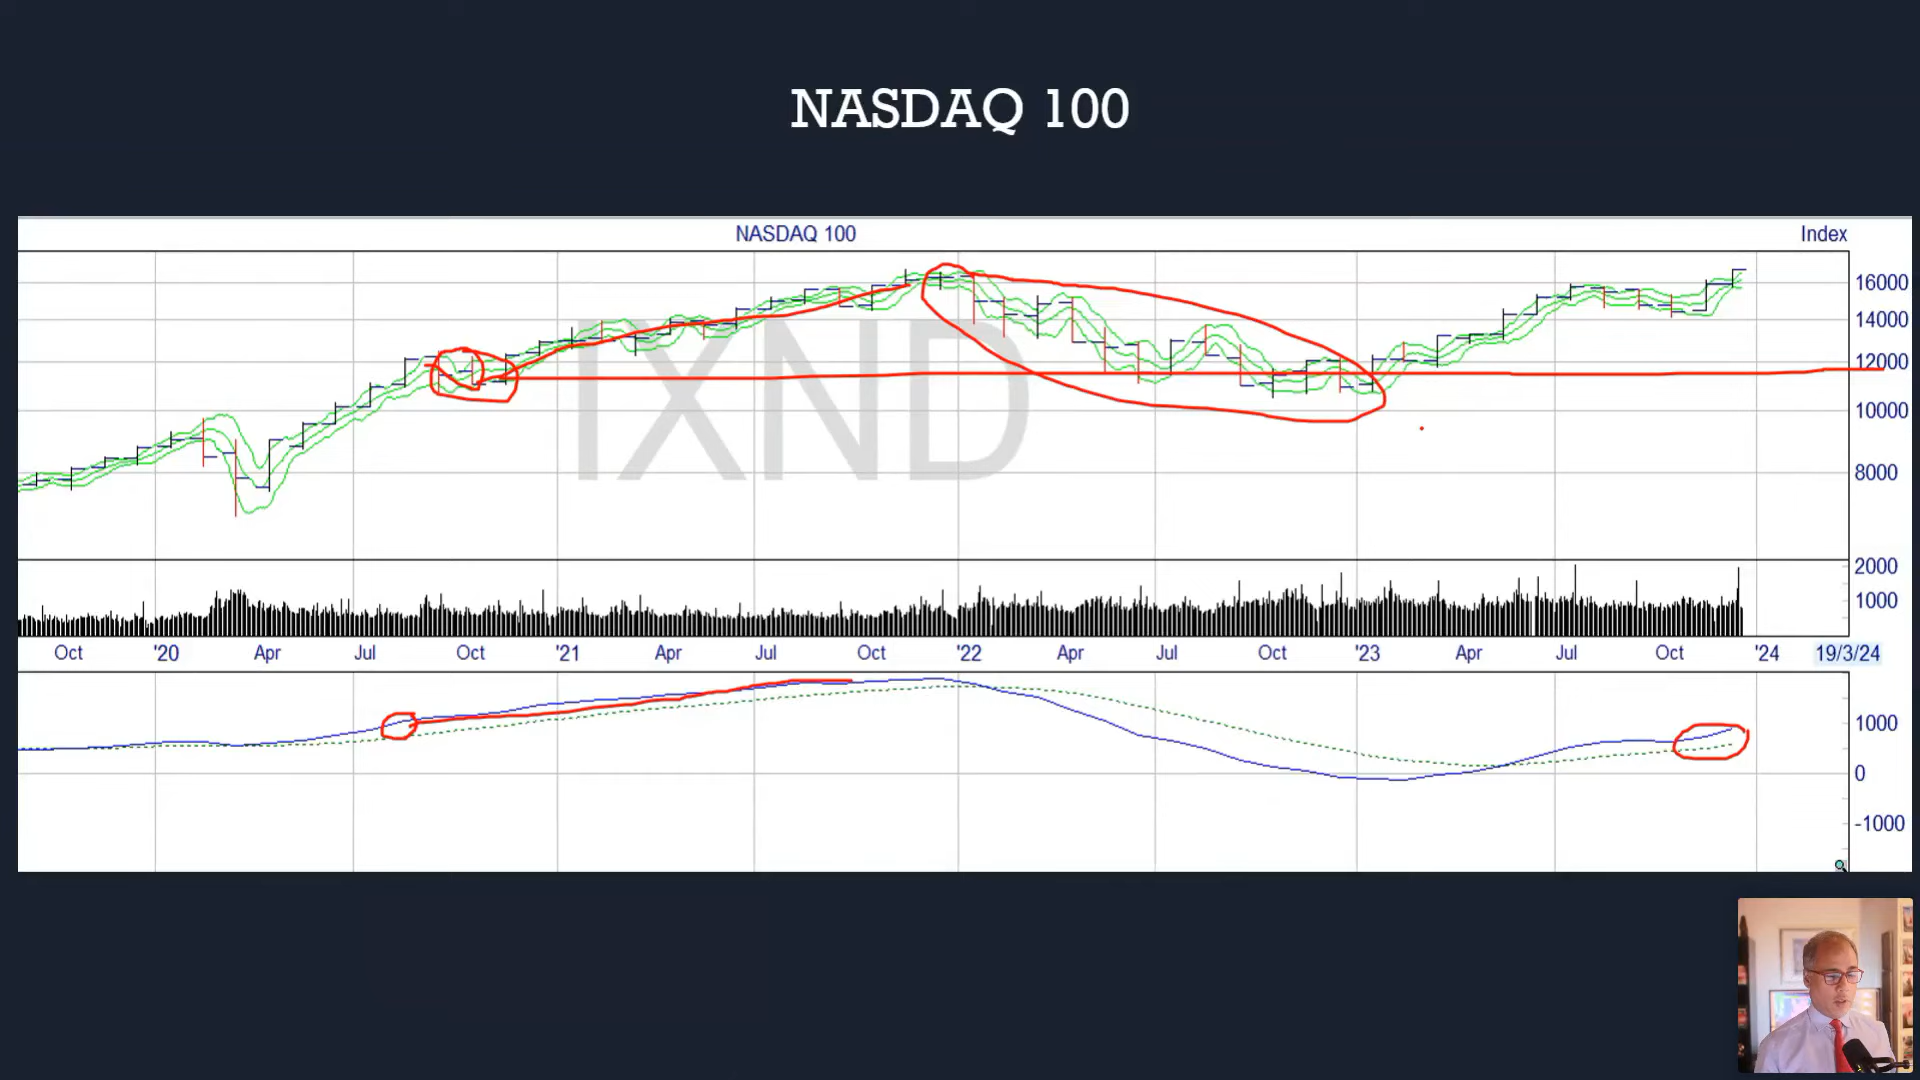 NASDAQ 100
NASDAQ 100
Index
IXND
16000
14000
12000
10000
8000
2000
1000
Oct '20 Apr Jul Oct '21 Apr Jul Oct '22 Apr Jul Oct '23 Apr Jul Oct '24 19/3/24
1000
0
-1000